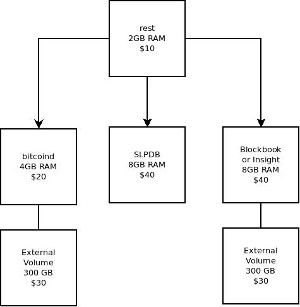 rest
2GB RAM
$10
bitcoind
4GB RAM
$20
SLPDB
8GB RAM
$40
Blockbook
or Insight
8GB RAM
$40
External
Volume
300 GB
$30
External
Volume
300 GB
$30